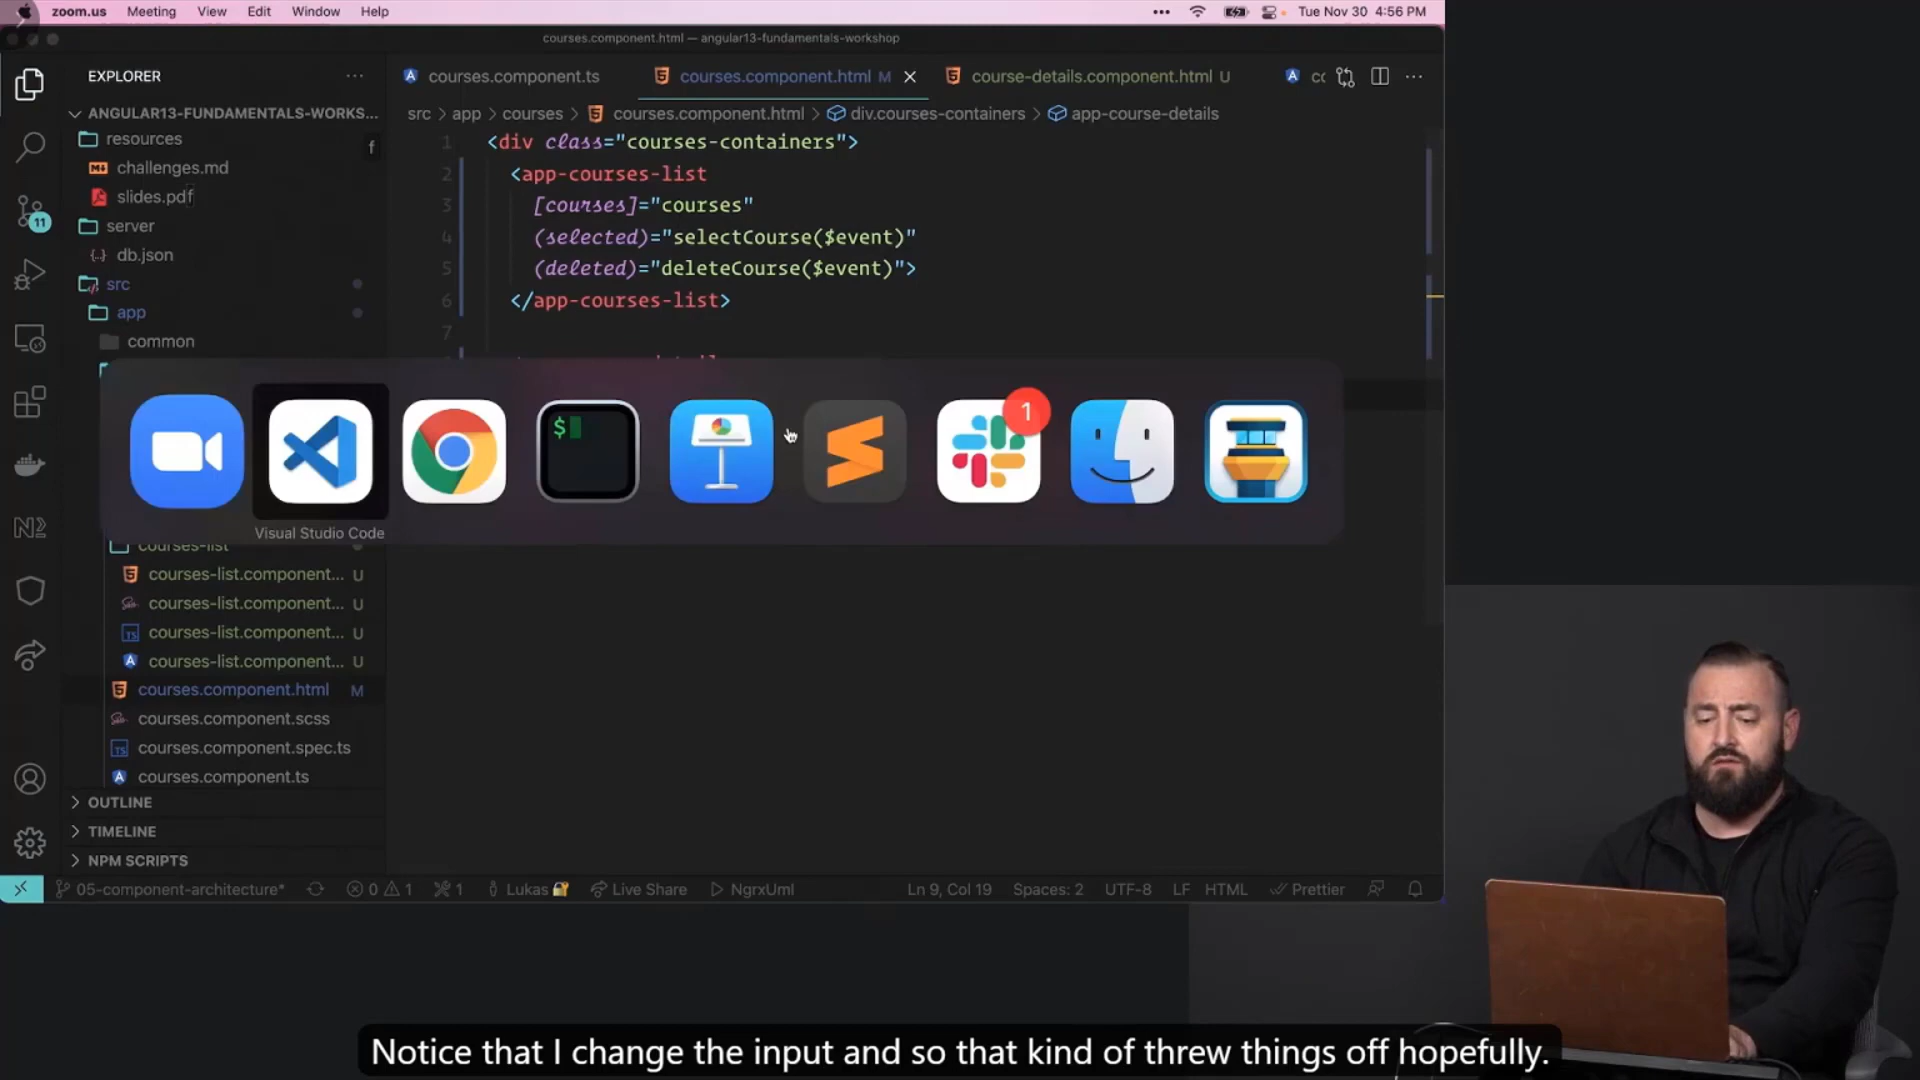 zoom.us Meeting View Edit Window Help
Tue Nov 30 4:56 PM
courses.component.html — angular13-fundamentals-workshop
EXPLORER
courses.component.ts
courses.component.html M
course-details.component.html U
ANGULAR13-FUNDAMENTALS-WORKS...
src > app > courses > courses.component.html > div.courses-containers > app-course-details
resources
challenges.md
slides.pdf
server
db.json
src
app
common
1 <div class="courses-containers">
2 <app-courses-list
3 [courses]="courses"
4 (selected)="selectCourse($event)"
5 (deleted)="deleteCourse($event)">
6 </app-courses-list>
7
f
11
$
1
Visual Studio Code
courses-list
courses-list.component... U
courses-list.component... U
courses-list.component... U
courses-list.component... U
courses.component.html M
courses.component.scss
courses.component.spec.ts
courses.component.ts
OUTLINE
TIMELINE
NPM SCRIPTS
05-component-architecture* 0 1 1 Lukas Live Share NgrxUml
Ln 9, Col 19 Spaces: 2 UTF-8 LF HTML Prettier
Notice that I change the input and so that kind of threw things off hopefully.